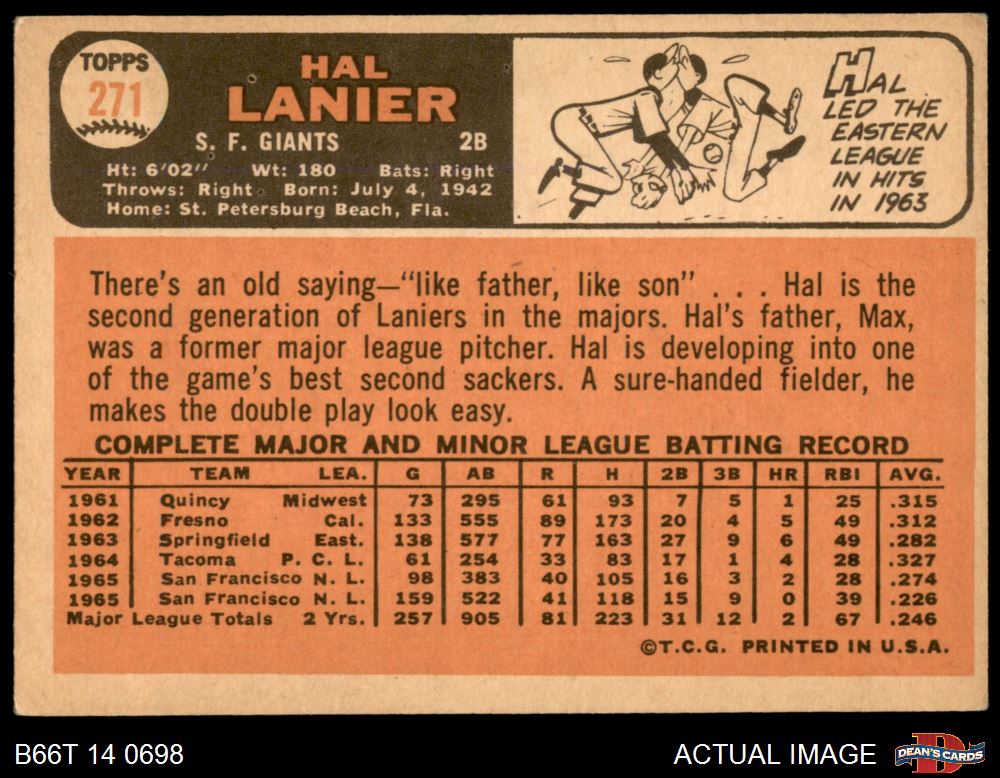 TOPPS
271
HAL
LANIER
S. F. GIANTS 2B
Ht: 6'02" Wt: 180 Bats: Right
Throws: Right Born: July 4, 1942
Home: St. Petersburg Beach, Fla.
HAL
LED THE
EASTERN
LEAGUE
IN HITS
IN 1963
There's an old saying—"like father, like son" . . . Hal is the
second generation of Laniers in the majors. Hal's father, Max,
was a former major league pitcher. Hal is developing into one
of the game's best second sackers. A sure-handed fielder, he
makes the double play look easy.
COMPLETE MAJOR AND MINOR LEAGUE BATTING RECORD
YEAR TEAM LEA. G AB R H 2B 3B HR RBI AVG.
1961 Quincy Midwest 73 295 61 93 7 5 1 25 .315
1962 Fresno Cal. 133 555 89 173 20 4 5 49 .312
1963 Springfield East. 138 577 77 163 27 9 6 49 .282
1964 Tacoma P. C. L. 61 254 33 83 17 1 4 28 .327
1965 San Francisco N. L. 98 383 40 105 16 3 2 28 .274
1965 San Francisco N. L. 159 522 41 118 15 9 0 39 .226
Major League Totals 2 Yrs. 257 905 81 223 31 12 2 67 .246
©T.C.G. PRINTED IN U.S.A.
B66T 14 0698 ACTUAL IMAGE DEAN'S CARDS